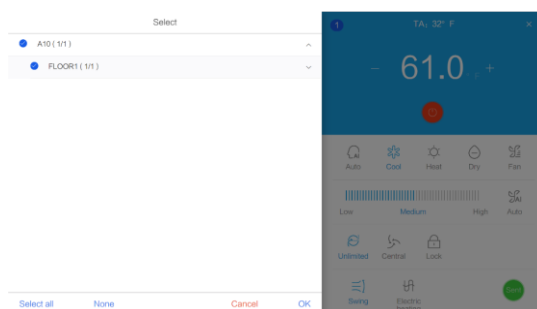 Select
A10 ( 1/1 )
FLOOR1 ( 1/1 )
Select all
None
Cancel
OK
1
TA: 32° F
×
− 61.0 ° F +
Auto
Cool
Heat
Dry
Fan
Low
Medium
High
Auto
Unlimited
Central
Lock
Swing
Electric